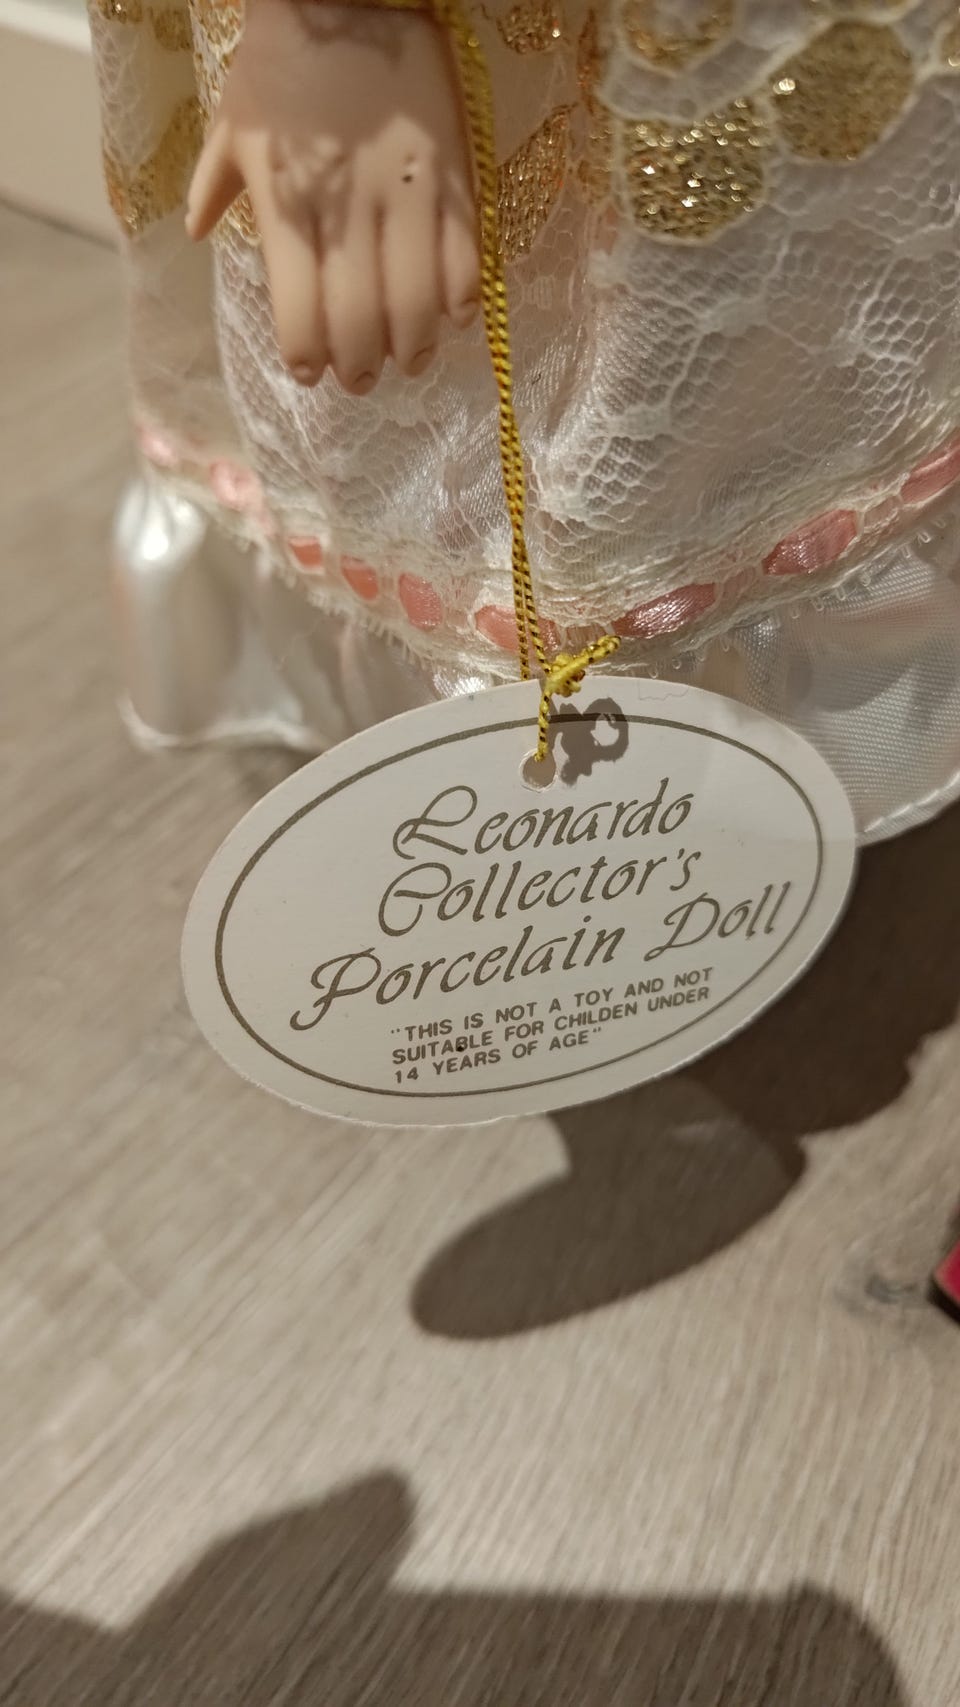 Leonardo
Collector's
Porcelain Doll
"THIS IS NOT A TOY AND NOT
SUITABLE FOR CHILDEN UNDER
14 YEARS OF AGE"